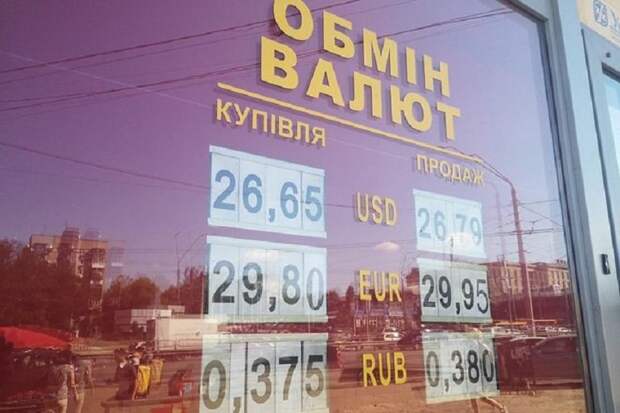 ОБМІН
ВАЛЮТ
КУПІВЛЯ ПРОДАЖ
26,65 USD 26,79
29,80 EUR 29,95
0,375 RUB 0,380